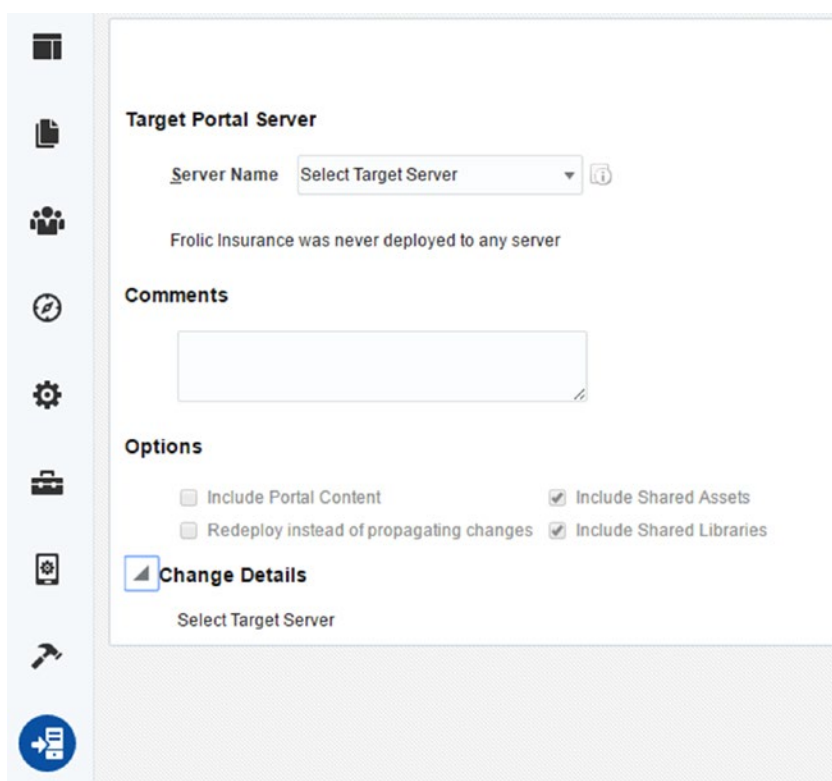 Target Portal Server
Server Name Select Target Server
Frolic Insurance was never deployed to any server
Comments
Options
Include Portal Content Include Shared Assets
Redeploy instead of propagating changes Include Shared Libraries
Change Details
Select Target Server